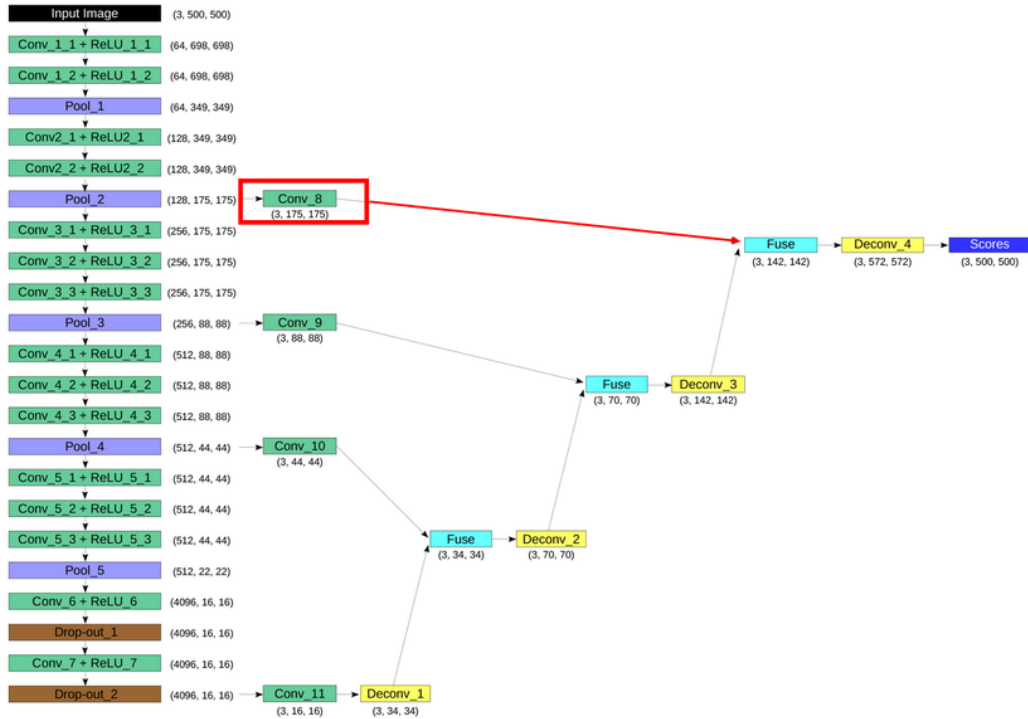 Input Image (3, 500, 500)
Conv_1_1 + ReLU_1_1 (64, 698, 698)
Conv_1_2 + ReLU_1_2 (64, 698, 698)
Pool_1 (64, 349, 349)
Conv2_1 + ReLU2_1 (128, 349, 349)
Conv2_2 + ReLU2_2 (128, 349, 349)
Pool_2 (128, 175, 175) Conv_8
(3, 175, 175)
Conv_3_1 + ReLU_3_1 (256, 175, 175)
Fuse Deconv_4 Scores
(3, 142, 142) (3, 572, 572) (3, 500, 500)
Conv_3_2 + ReLU_3_2 (256, 175, 175)
Conv_3_3 + ReLU_3_3 (256, 175, 175)
Pool_3 (256, 88, 88) Conv_9
(3, 88, 88)
Conv_4_1 + ReLU_4_1 (512, 88, 88)
Conv_4_2 + ReLU_4_2 (512, 88, 88) Fuse Deconv_3
(3, 70, 70) (3, 142, 142)
Conv_4_3 + ReLU_4_3 (512, 88, 88)
Pool_4 (512, 44, 44) Conv_10
(3, 44, 44)
Conv_5_1 + ReLU_5_1 (512, 44, 44)
Conv_5_2 + ReLU_5_2 (512, 44, 44)
Conv_5_3 + ReLU_5_3 (512, 44, 44) Fuse Deconv_2
(3, 34, 34) (3, 70, 70)
Pool_5 (512, 22, 22)
Conv_6 + ReLU_6 (4096, 16, 16)
Drop-out_1 (4096, 16, 16)
Conv_7 + ReLU_7 (4096, 16, 16)
Drop-out_2 (4096, 16, 16) Conv_11 Deconv_1
(3, 16, 16) (3, 34, 34)